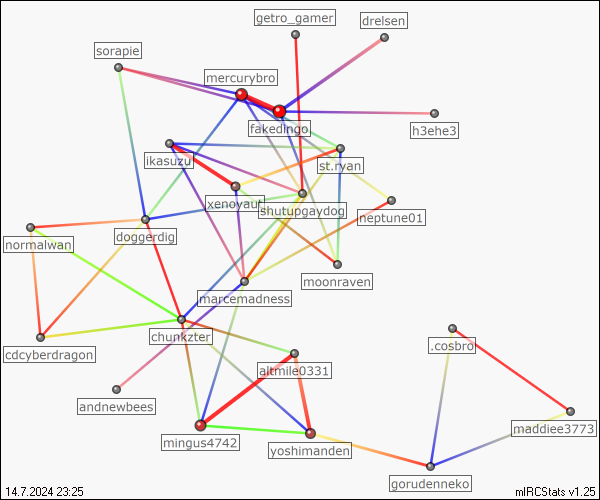 getro_gamer
drelsen
sorapie
mercurybro
fakedingo
h3ehe3
ikasuzu
st.ryan
xenoyau
shutupgaydog
neptune01
doggerdig
normalwan
moonraven
marcemadness
chunkzter
cdcyberdragon
.cosbro
altmile0331
andnewbees
maddiee3773
mingus4742
yoshimanden
gorudenneko
14.7.2024 23:25
mIRCStats v1.25